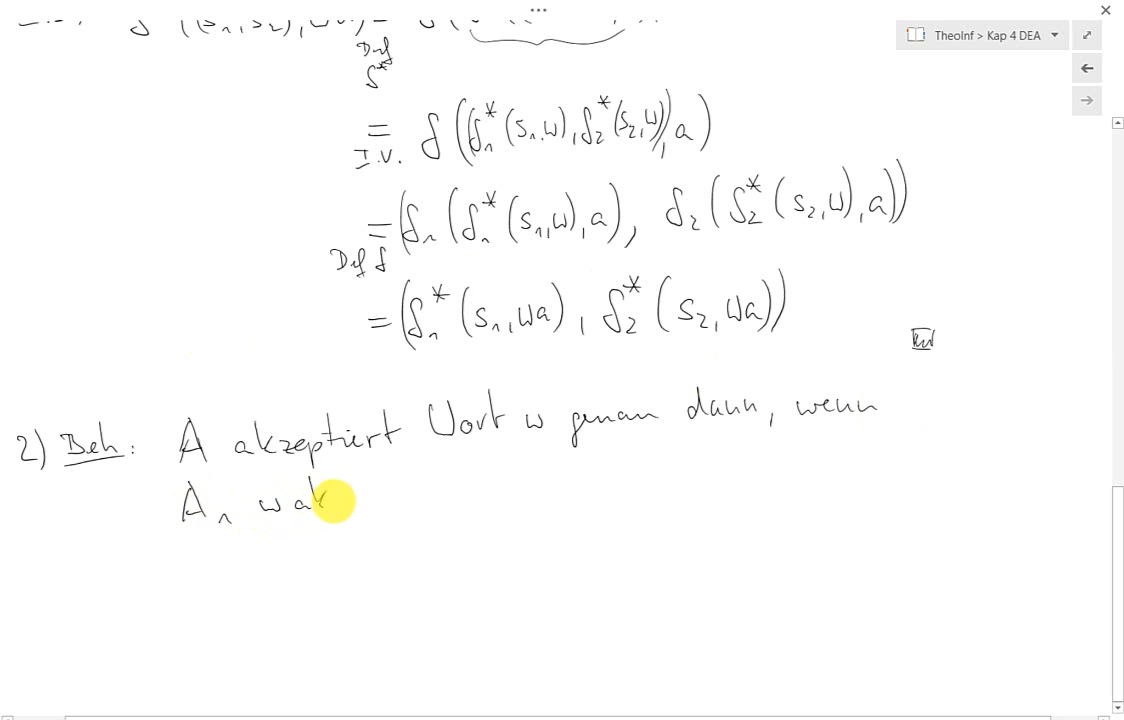 TheoInf > Kap 4 DEA
Def
δ*
= δ((δ₁*(s₁,w), δ₂*(s₂,w)), a)
I.V.
= (δ₁(δ₁*(s₁,w),a), δ₂(δ₂*(s₂,w),a))
Def δ
= (δ₁*(s₁,wa), δ₂*(s₂,wa))
2) Beh: A akzeptiert Wort w genau dann, wenn
A₁ w ak